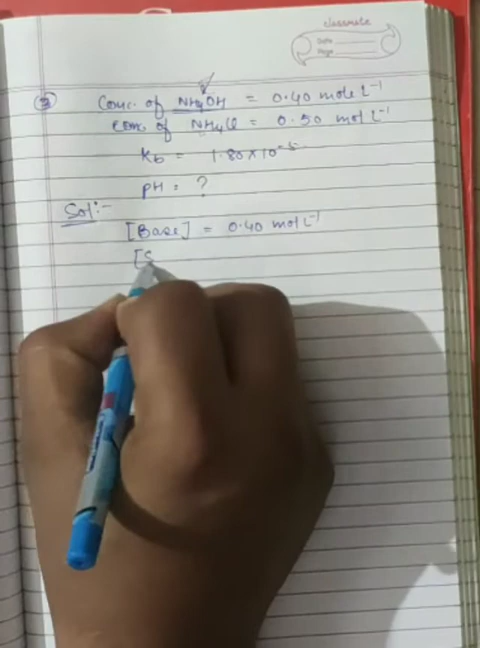 classmate
Date
Page
③ Conc. of NH4OH = 0.40 mole L⁻¹
Conc. of NH4Cl = 0.50 mol L⁻¹
Kb = 1.80 × 10⁻⁵
pH = ?
Sol:-
[Base] = 0.40 mol L⁻¹
[S